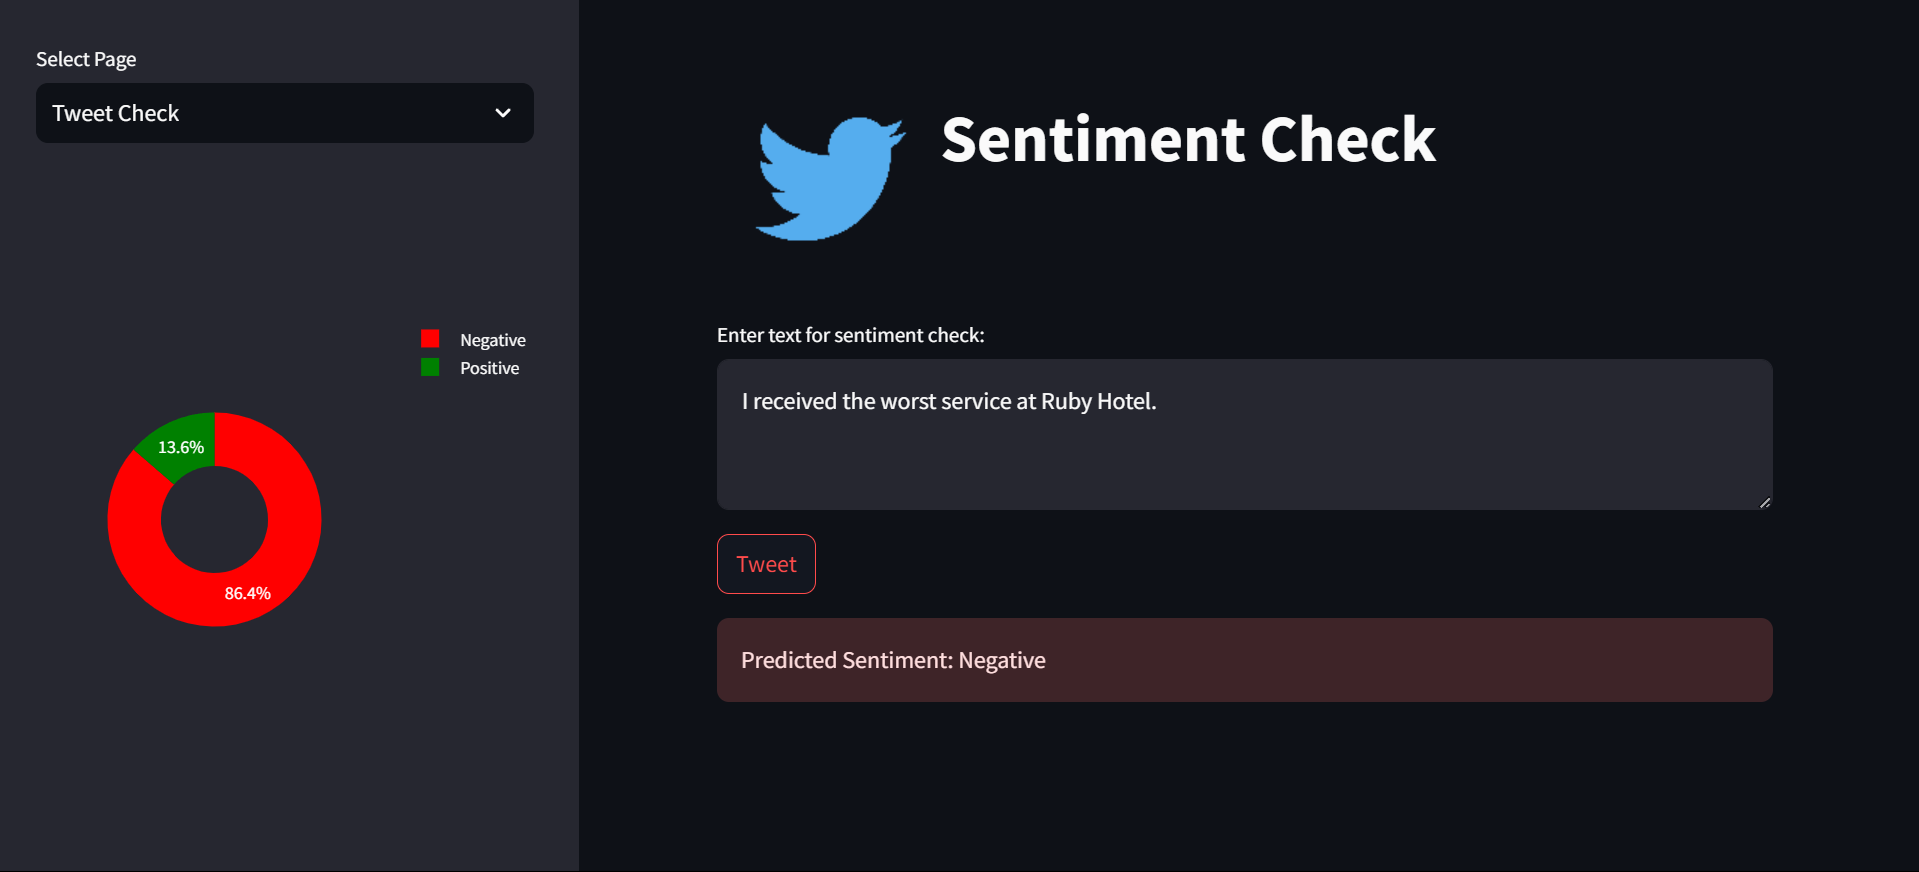 Select Page
Tweet Check
Negative
Positive
13.6%
86.4%
Sentiment Check
Enter text for sentiment check:
I received the worst service at Ruby Hotel.
Tweet
Predicted Sentiment: Negative